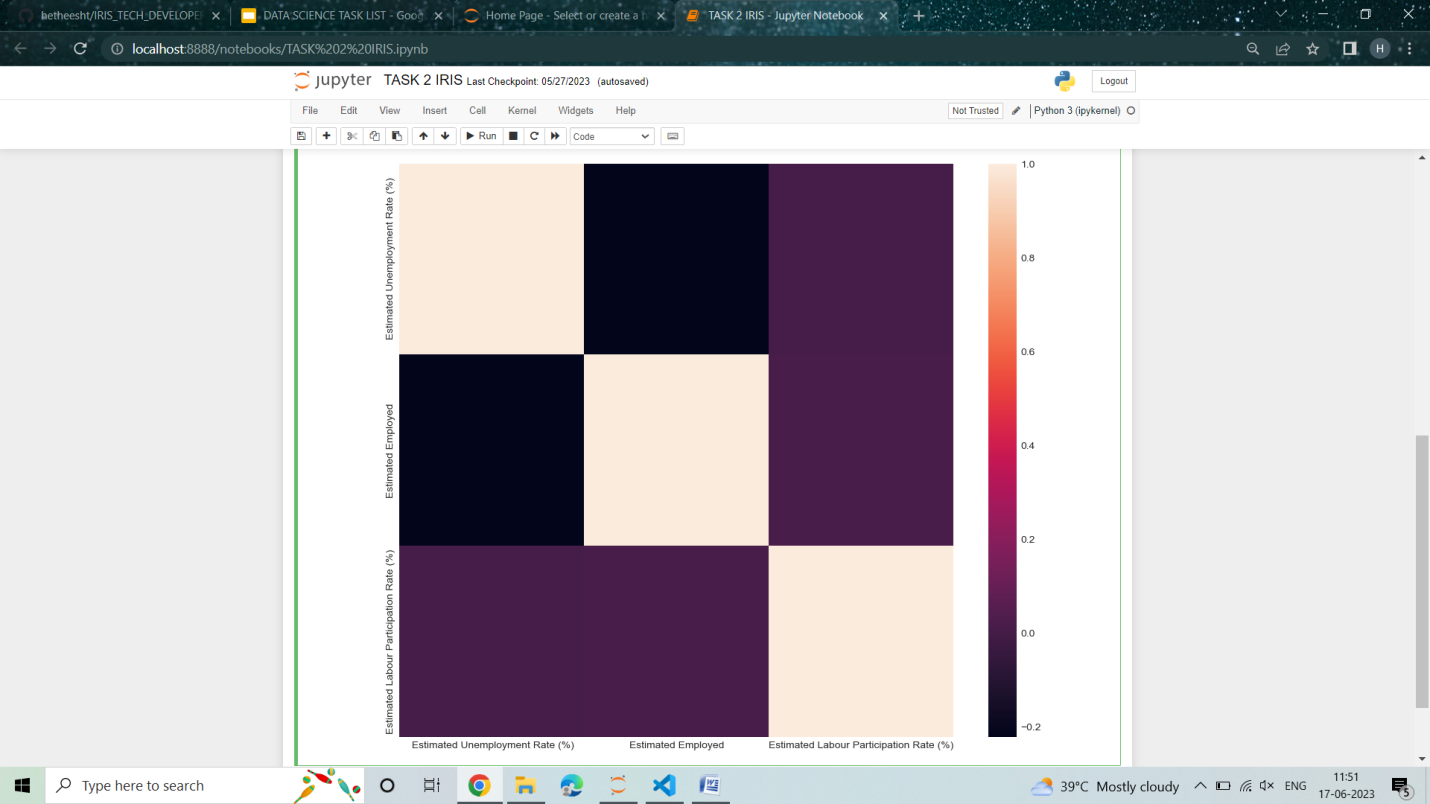 hetheesht/IRIS_TECH_DEVELOPE
DATA SCIENCE TASK LIST - Goog
Home Page - Select or create a
TASK 2 IRIS - Jupyter Notebook
localhost:8888/notebooks/TASK%202%20IRIS.ipynb
H
jupyter TASK 2 IRIS Last Checkpoint: 05/27/2023 (autosaved)
Logout
File Edit View Insert Cell Kernel Widgets Help
Not Trusted Python 3 (ipykernel)
Run Code
Estimated Unemployment Rate (%)
Estimated Employed
Estimated Labour Participation Rate (%)
1.0
0.8
0.6
0.4
0.2
0.0
−0.2
Estimated Unemployment Rate (%) Estimated Employed Estimated Labour Participation Rate (%)
Type here to search
39°C Mostly cloudy
ENG
11:51
17-06-2023
5